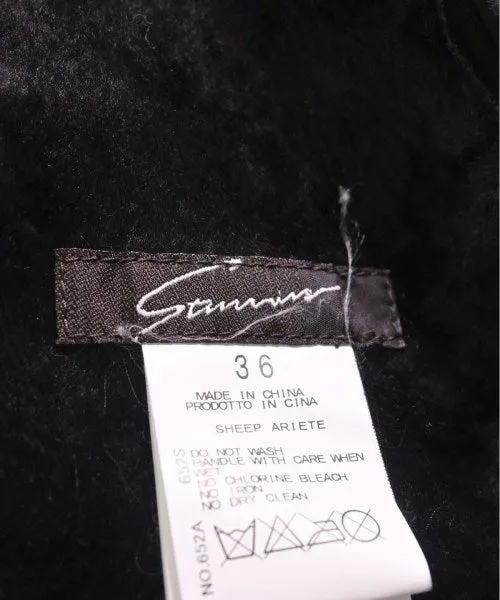 36
MADE IN CHINA
PRODOTTO IN CINA
SHEEP ARIETE
DO NOT WASH
HANDLE WITH CARE WHEN
WET
NO CHLORINE BLEACH
NO IRON
NO DRY CLEAN
NO.652A 652S